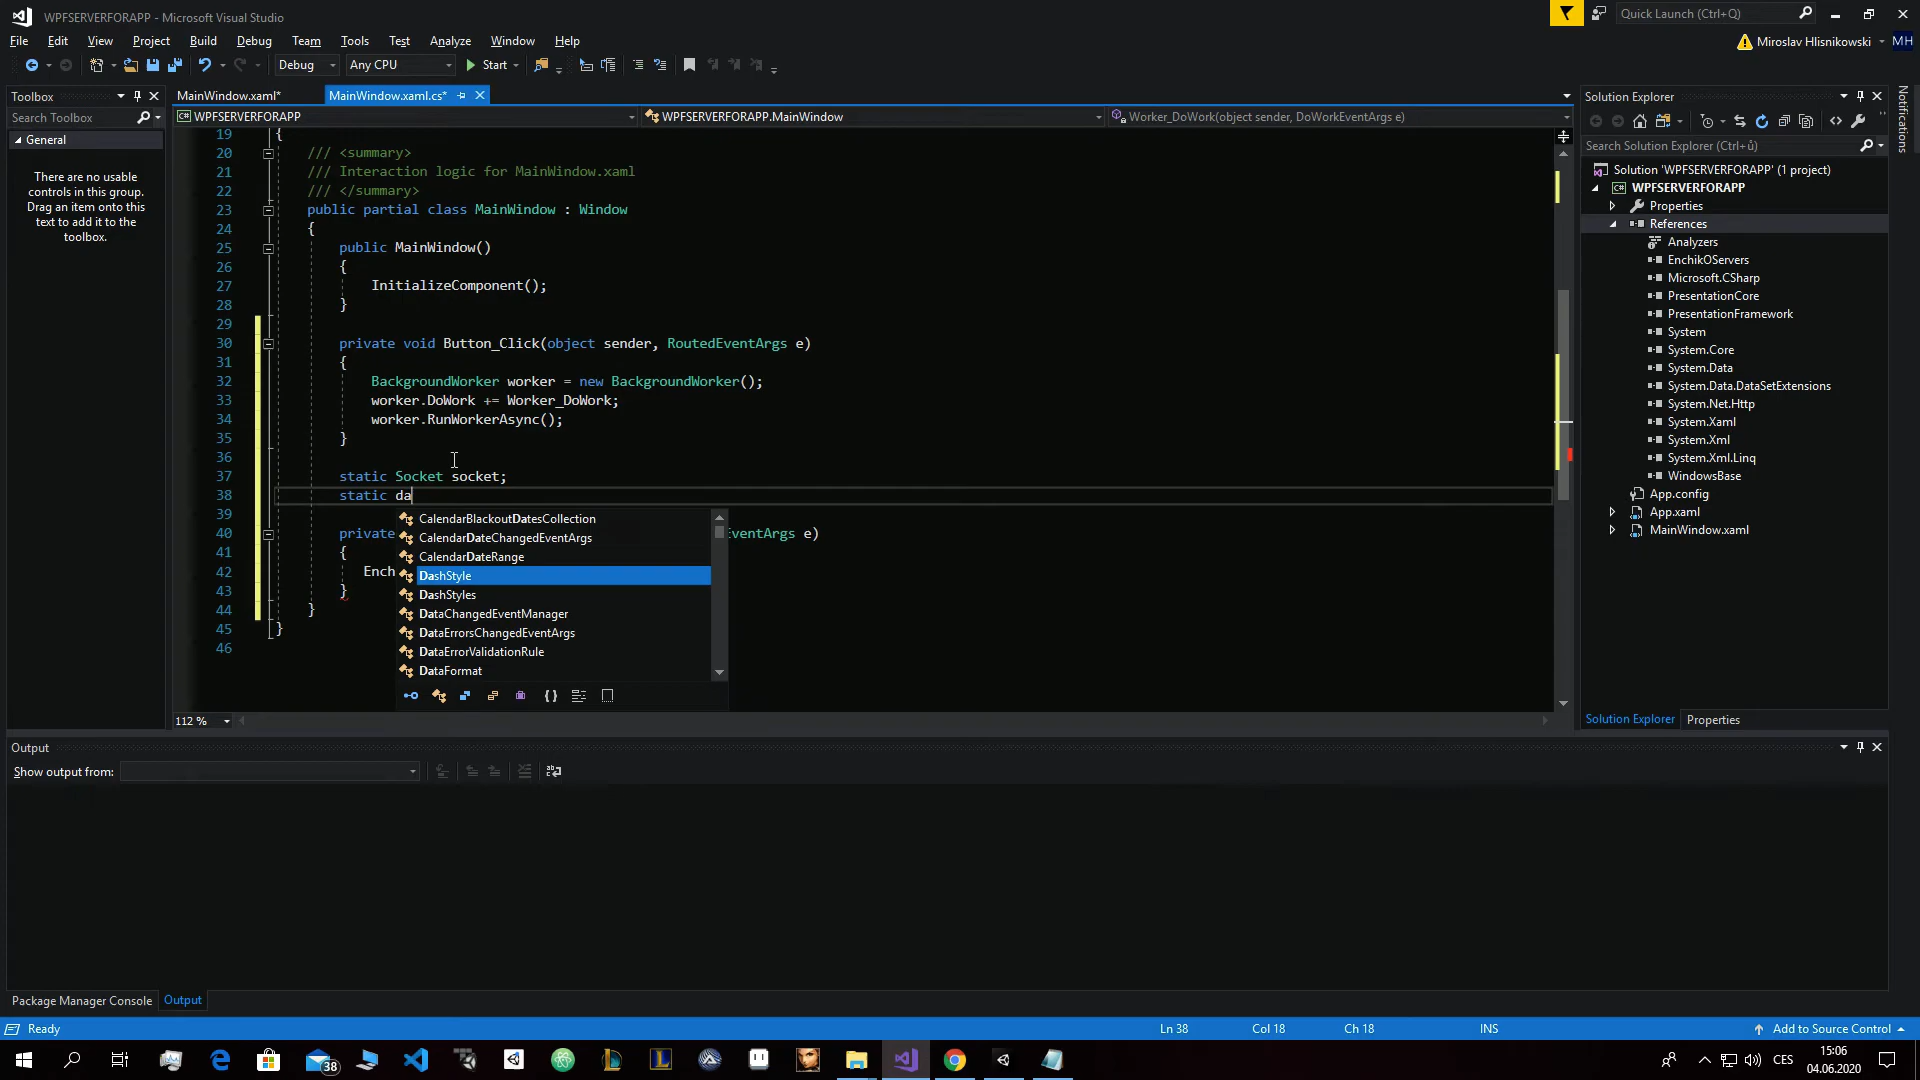 WPFSERVERFORAPP - Microsoft Visual Studio
Quick Launch (Ctrl+Q)
File Edit View Project Build Debug Team Tools Test Analyze Window Help
Miroslav Hlisnikowski MH
Debug Any CPU Start
Toolbox
Search Toolbox
General
There are no usable
controls in this group.
Drag an item onto this
text to add it to the
toolbox.
MainWindow.xaml* MainWindow.xaml.cs*
WPFSERVERFORAPP WPFSERVERFORAPP.MainWindow Worker_DoWork(object sender, DoWorkEventArgs e)
19 {
20 /// <summary>
21 /// Interaction logic for MainWindow.xaml
22 /// </summary>
23 public partial class MainWindow : Window
24 {
25 public MainWindow()
26 {
27 InitializeComponent();
28 }
29
30 private void Button_Click(object sender, RoutedEventArgs e)
31 {
32 BackgroundWorker worker = new BackgroundWorker();
33 worker.DoWork += Worker_DoWork;
34 worker.RunWorkerAsync();
35 }
36
37 static Socket socket;
38 static da
39
40 private EventArgs e)
41 {
42 Ench
43 }
44 }
45 }
46
CalendarBlackoutDatesCollection
CalendarDateChangedEventArgs
CalendarDateRange
DashStyle
DashStyles
DataChangedEventManager
DataErrorsChangedEventArgs
DataErrorValidationRule
DataFormat
112 %
Solution Explorer
Search Solution Explorer (Ctrl+ů)
Solution 'WPFSERVERFORAPP' (1 project)
WPFSERVERFORAPP
Properties
References
Analyzers
EnchikOServers
Microsoft.CSharp
PresentationCore
PresentationFramework
System
System.Core
System.Data
System.Data.DataSetExtensions
System.Net.Http
System.Xaml
System.Xml
System.Xml.Linq
WindowsBase
App.config
App.xaml
MainWindow.xaml
Solution Explorer Properties
Notifications
Output
Show output from:
Package Manager Console Output
Ready Ln 38 Col 18 Ch 18 INS Add to Source Control
38
CES
15:06
04.06.2020